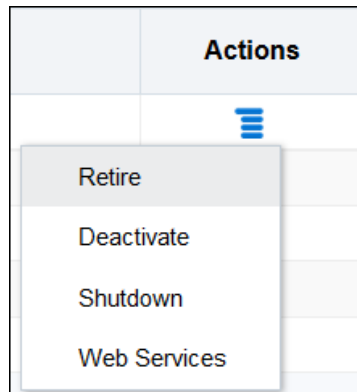 Actions
Retire
Deactivate
Shutdown
Web Services